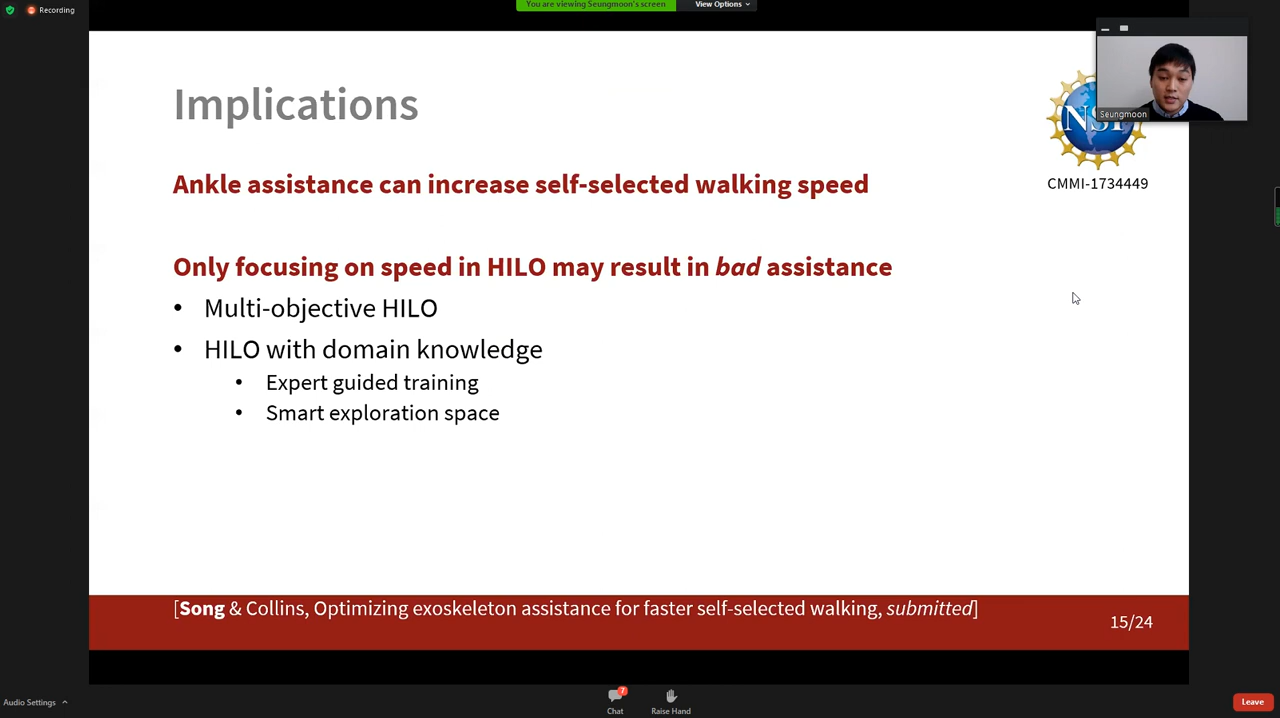 Recording
You are viewing Seungmoon's screen
View Options
Implications
Seungmoon
NSF
CMMI-1734449
Ankle assistance can increase self-selected walking speed
Only focusing on speed in HILO may result in bad assistance
• Multi-objective HILO
• HILO with domain knowledge
• Expert guided training
• Smart exploration space
[Song & Collins, Optimizing exoskeleton assistance for faster self-selected walking, submitted]
15/24
Audio Settings
7
Chat
Raise Hand
Leave